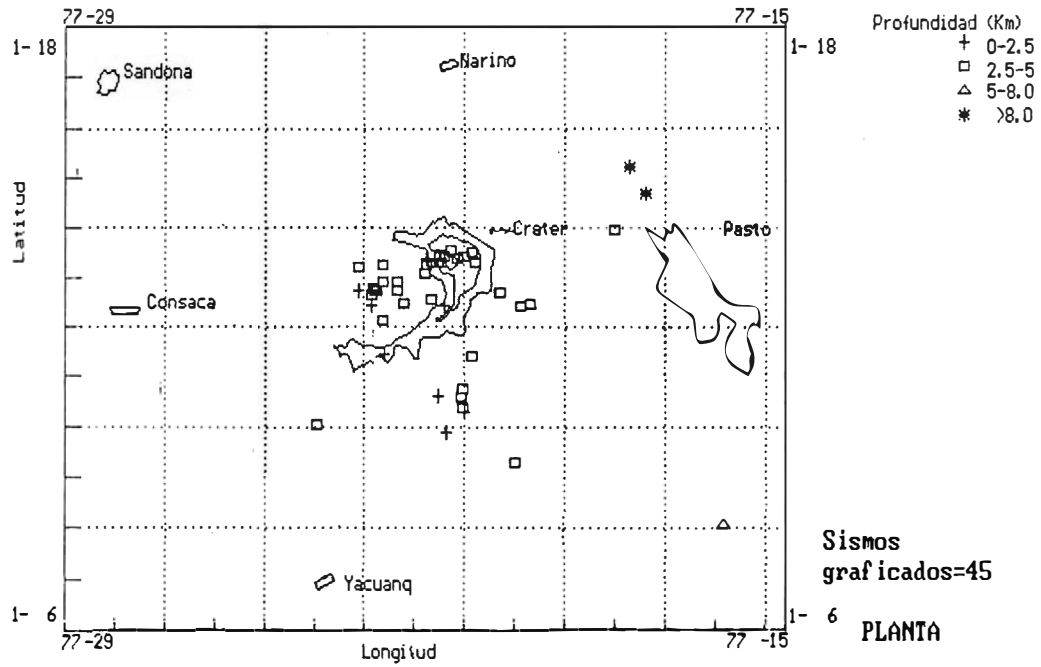 77-29
77-15
Profundidad (Km)
1-18
1-18
+ 0-2.5
2.5-5
5-8.0
>8.0
Narino
Sandona
Latitud
Crater
Pasto
Consaca
Sismos
graficados=45
Yacuanq
1- 6
1- 6
PLANTA
77-29
77-15
Longitud